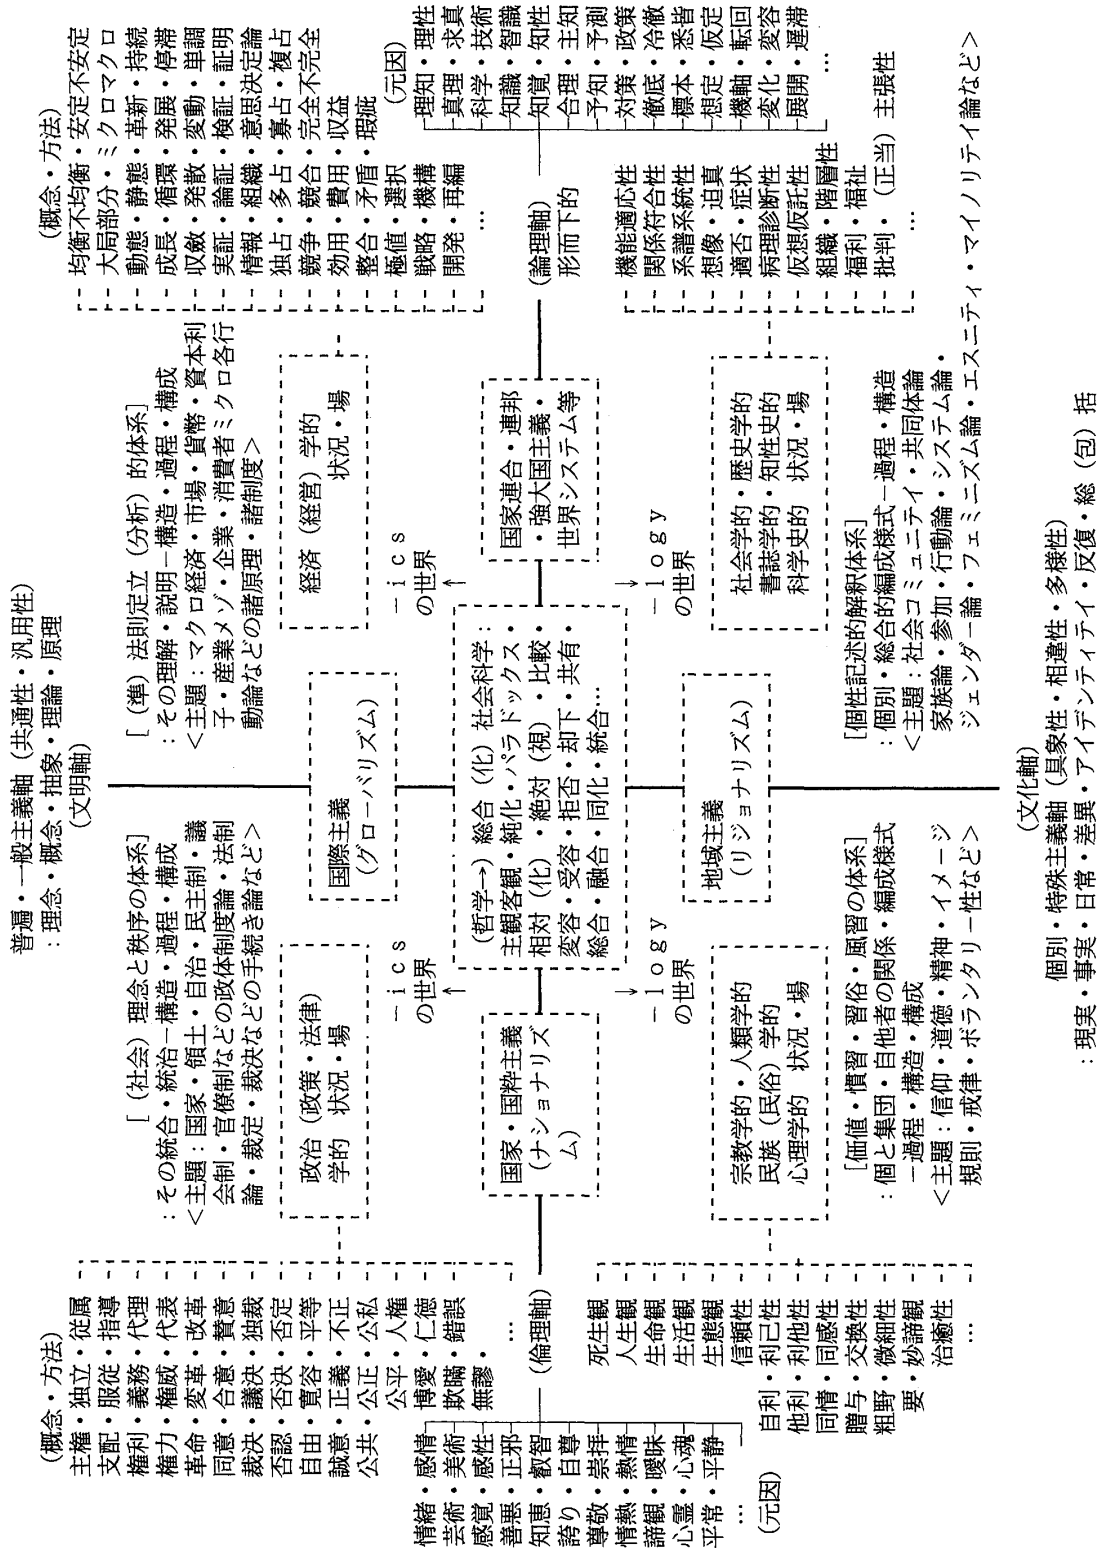 普遍・一般主義軸（共通性・汎用性）
：理念・概念・抽象・理論・原理
（文明軸）
（概念・方法）
主権・独立・従属
支配・服従・指導
権利・義務・代理
権力・権威・代表
革命・変革・改革
同意・合意・賛意
裁決・議決・独裁
否認・否決・否定
自由・寛容・平等
誠意・正義・不正
公共・公正・公私
公平・人権
博愛・仁徳
欺瞞・錯誤
無謬・
…
［（社会）理念と秩序の体系］
：その統合・統治－構造・過程・構成
＜主題：国家・領土・自治・民主制・議
会制・官僚制などの政体制度論・法制
論・裁定・裁決などの手続き論など＞
政治（政策・法律）
学的　状況・場
［（準）法則定立（分析）的体系］
：その理解・説明－構造・過程・構成
＜主題：マクロ経済・市場・貨幣・資本利
子・産業メゾ・企業・消費者ミクロ各行
動論などの諸原理・諸制度＞
経済（経営）学的
状況・場
（概念・方法）
均衡不均衡・安定不安定
大局部分・ミクロマクロ
動態・静態・革新・持続
成長・循環・発展・停滞
収斂・発散・変動・単調
実証・論証・検証・証明
情報・組織・意思決定論
独占・多占・寡占・複占
競争・競合・完全不完全
効用・費用・収益
整合・矛盾・瑕疵
極値・選択
戦略・機構
開発・再編
…
国際主義
（グローバリズム）
－ｉｃｓ
の世界
－ｉｃｓ
の世界
情緒・感情
芸術・美術
感覚・感性
善悪・正邪
知恵・叡智
誇り・自尊
尊敬・崇拝
情熱・熱情
諦観・曖昧
心霊・心魂
平常・平静
…
（元因）
（倫理軸）
国家・国粋主義
（ナショナリズ
ム）
（哲学→）総合（化）社会科学：
主観客観・純化・パラドックス・
相対（化）・絶対（視）・比較・
変容・受容・拒否・却下・共有・
総合・融合・同化・統合…
国家連合・連邦
・強大国主義・
世界システム等
（論理軸）
形而下的
（元因）
理知・理性
真理・求真
科学・技術
知識・智識
知覚・知性
合理・主知
予知・予測
対策・政策
徹底・冷徹
標本・悉皆
想定・仮定
機軸・転回
変化・変容
展開・遅滞
…
－ｌｏｇｙ
の世界
－ｌｏｇｙ
の世界
地域主義
（リジョナリズム）
死生観
人生観
生命観
生活観
生態観
信頼性
自利・利己性
他利・利他性
同情・同感性
贈与・交換性
粗野・微細性
要・妙諦観
治癒性
…
宗教学的・人類学的
民族（民俗）学的
心理学的　状況・場
［価値・慣習・習俗・風習の体系］
：個と集団・自他者の関係・編成様式
－過程・構造・構成
＜主題：信仰・道徳・精神・イメージ
規則・戒律・ボランタリー性など＞
社会学的・歴史学的
書誌学的・知性史的
科学史的　状況・場
［個性記述的解釈体系］
：個別・総合的編成様式－過程・構造
＜主題：社会コミュニティ・共同体論
家族論・参加・行動論・システム論・
ジェンダー論・フェミニズム論・エスニティ・マイノリテイ論など＞
機能適応性
関係符合性
系譜系統性
想像・迫真
適否・症状
病理診断性
仮想仮託性
組織・階層性
福利・福祉
批判・（正当）主張性
…
（文化軸）
個別・特殊主義軸（具象性・相違性・多様性）
：現実・事実・日常・差異・アイデンティティ・反復・総（包）括